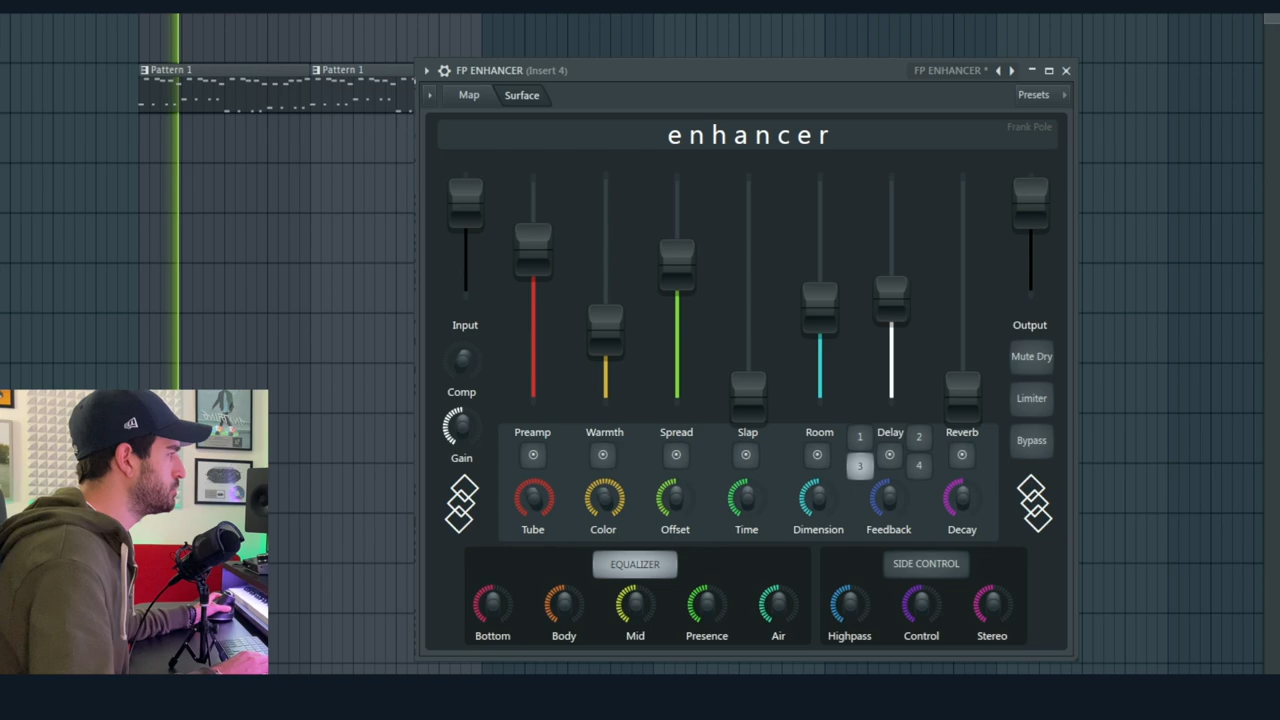 Pattern 1
Pattern 1
FP ENHANCER (Insert 4)
FP ENHANCER *
Map
Surface
Presets
enhancer
Frank Pole
Input
Output
Comp
Gain
Mute Dry
Limiter
Bypass
Preamp
Warmth
Spread
Slap
Room
Delay
Reverb
1
2
3
4
Tube
Color
Offset
Time
Dimension
Feedback
Decay
EQUALIZER
SIDE CONTROL
Bottom
Body
Mid
Presence
Air
Highpass
Control
Stereo